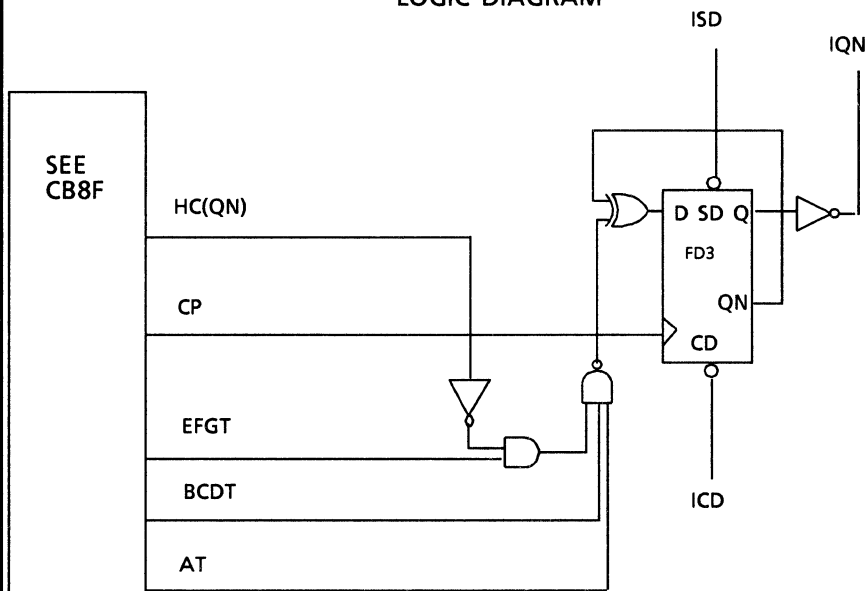 LOGIC DIAGRAM
ISD
IQN
SEE
CB8F
HC(QN)
D SD Q
FD3
QN
CP
CD
EFGT
BCDT
ICD
AT